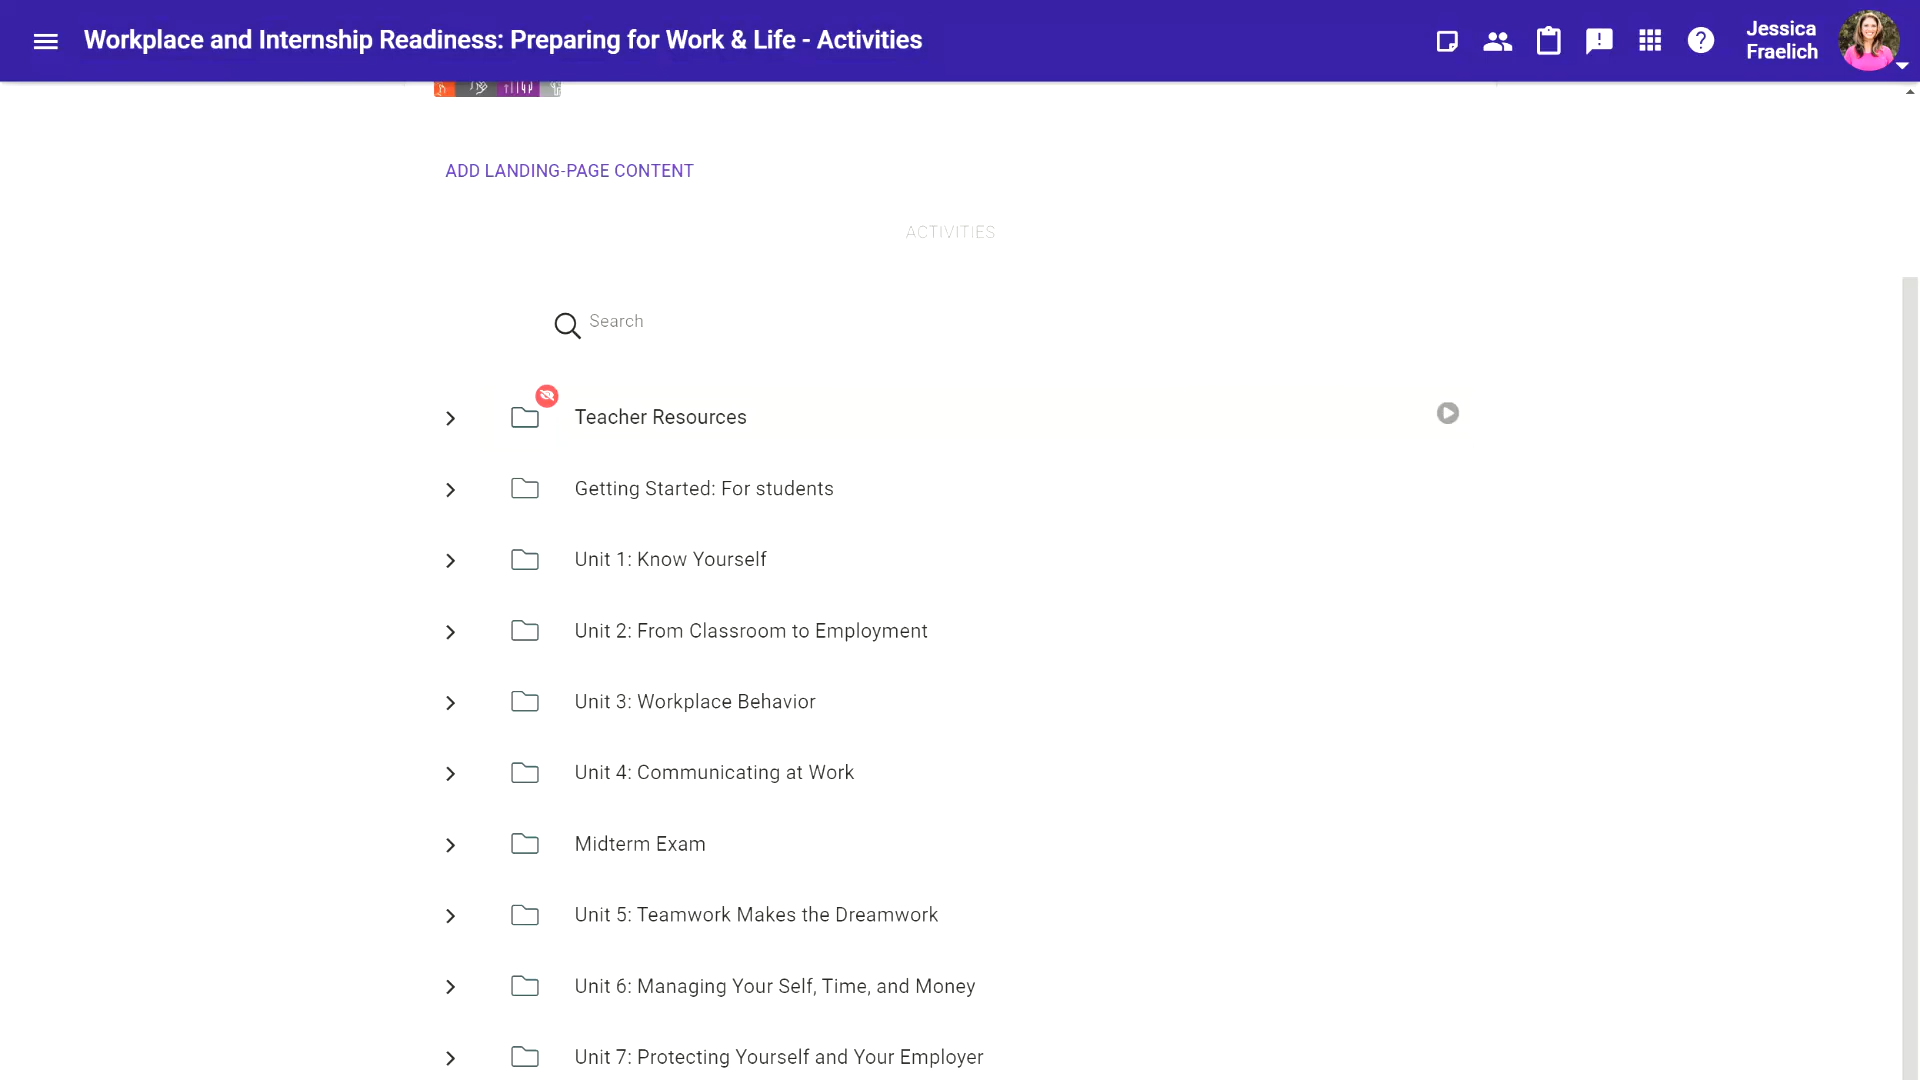 Workplace and Internship Readiness: Preparing for Work & Life - Activities
Jessica
Fraelich
ADD LANDING-PAGE CONTENT
ACTIVITIES
Search
Teacher Resources
Getting Started: For students
Unit 1: Know Yourself
Unit 2: From Classroom to Employment
Unit 3: Workplace Behavior
Unit 4: Communicating at Work
Midterm Exam
Unit 5: Teamwork Makes the Dreamwork
Unit 6: Managing Your Self, Time, and Money
Unit 7: Protecting Yourself and Your Employer